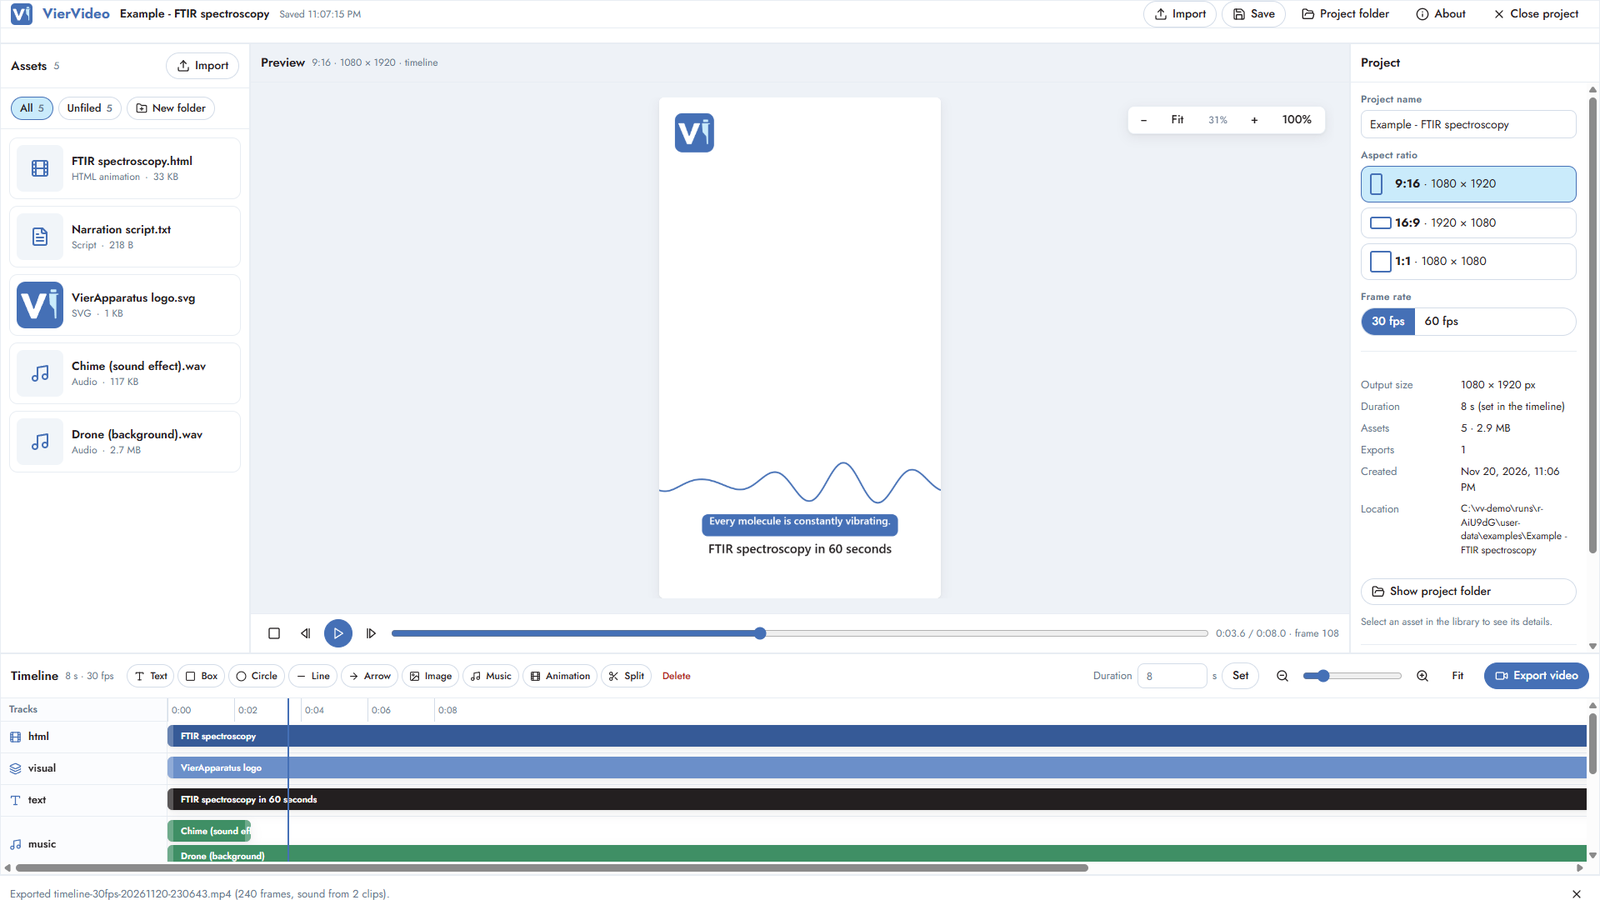 Vi VierVideo Example - FTIR spectroscopy Saved 11:07:15 PM Import Save Project folder About Close project
Assets 5 Import
All 5 Unfiled 5 New folder
FTIR spectroscopy.html
HTML animation · 33 KB
Narration script.txt
Script · 218 B
Vi
VierApparatus logo.svg
SVG · 1 KB
Chime (sound effect).wav
Audio · 117 KB
Drone (background).wav
Audio · 2.7 MB
Preview 9:16 · 1080 × 1920 · timeline
− Fit 31% + 100%
Vi
Every molecule is constantly vibrating.
FTIR spectroscopy in 60 seconds
0:03.6 / 0:08.0 · frame 108
Project
Project name
Example - FTIR spectroscopy
Aspect ratio
9:16 · 1080 × 1920
16:9 · 1920 × 1080
1:1 · 1080 × 1080
Frame rate
30 fps 60 fps
Output size 1080 × 1920 px
Duration 8 s (set in the timeline)
Assets 5 · 2.9 MB
Exports 1
Created Nov 20, 2026, 11:06
PM
Location C:\vv-demo\runs\r-
AiU9dG\user-
data\examples\Example -
FTIR spectroscopy
Show project folder
Select an asset in the library to see its details.
Timeline 8 s · 30 fps Text Box Circle Line Arrow Image Music Animation Split Delete Duration 8 s Set Fit Export video
Tracks 0:00 0:02 0:04 0:06 0:08
html FTIR spectroscopy
visual VierApparatus logo
text FTIR spectroscopy in 60 seconds
Chime (sound eff
music
Drone (background)
Exported timeline-30fps-20261120-230643.mp4 (240 frames, sound from 2 clips).